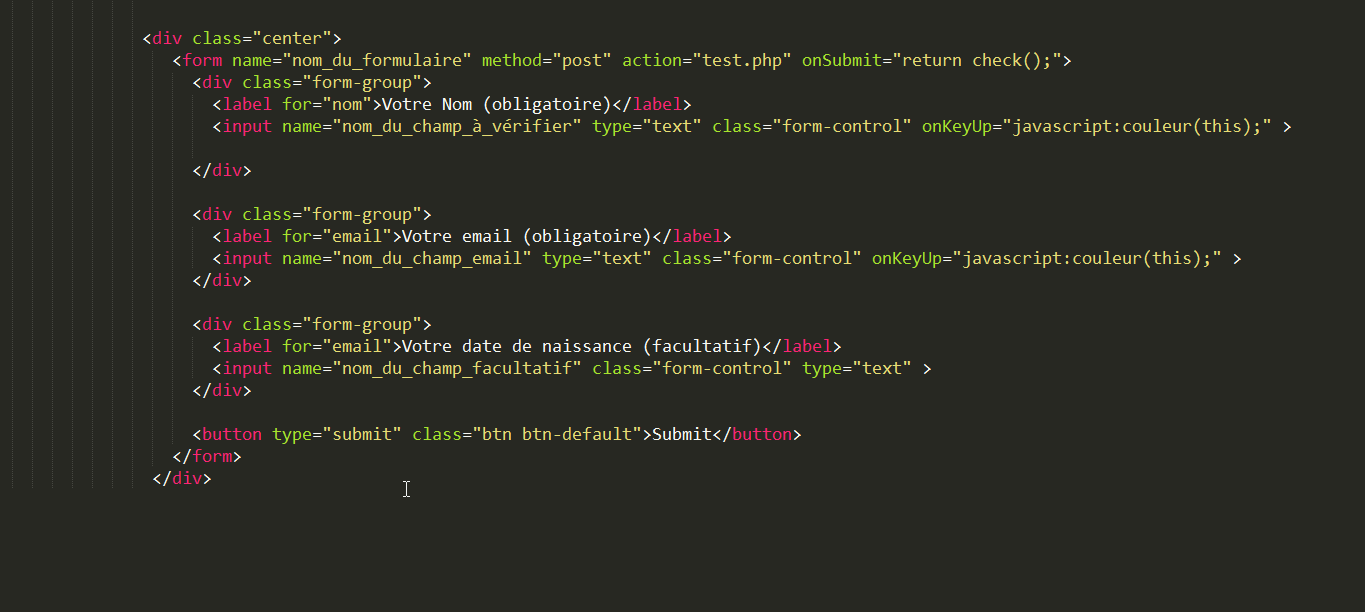 <div class="center">
<form name="nom_du_formulaire" method="post" action="test.php" onSubmit="return check();">
<div class="form-group">
<label for="nom">Votre Nom (obligatoire)</label>
<input name="nom_du_champ_à_vérifier" type="text" class="form-control" onKeyUp="javascript:couleur(this);" >
</div>
<div class="form-group">
<label for="email">Votre email (obligatoire)</label>
<input name="nom_du_champ_email" type="text" class="form-control" onKeyUp="javascript:couleur(this);" >
</div>
<div class="form-group">
<label for="email">Votre date de naissance (facultatif)</label>
<input name="nom_du_champ_facultatif" class="form-control" type="text" >
</div>
<button type="submit" class="btn btn-default">Submit</button>
</form>
</div>